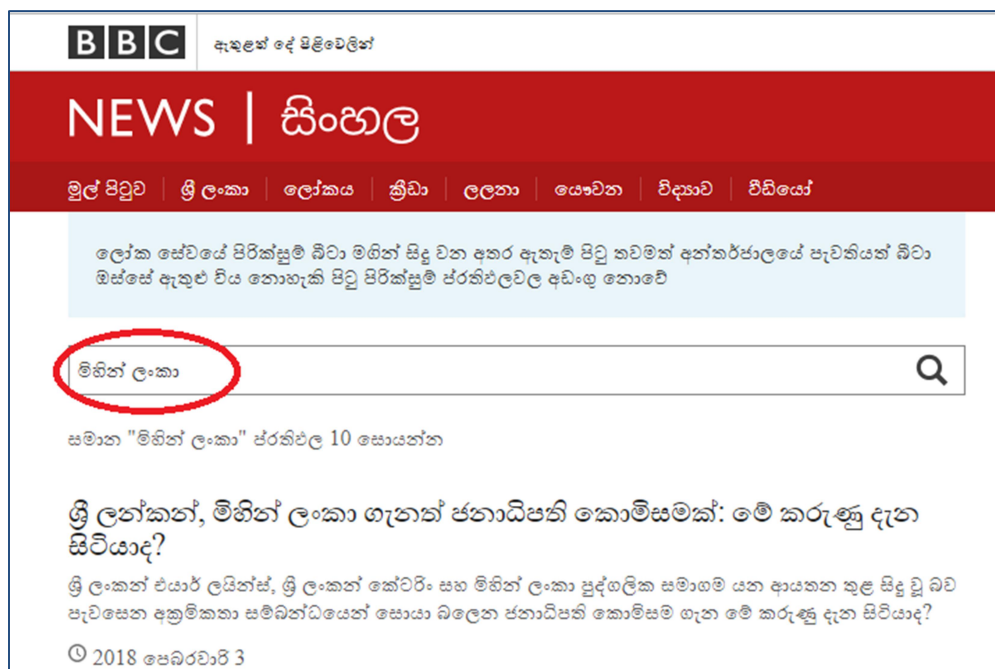 BBC ඇතුළත් දේ පිළිවෙලින්
NEWS | සිංහල
මුල් පිටුව ශ්‍රී ලංකා ලෝකය ක්‍රීඩා ලලනා යෞවන විද්‍යාව වීඩියෝ
ලෝක සේවයේ පිරික්සුම් බීටා මගින් සිදු වන අතර ඇතැම් පිටු තවමත් අන්තර්ජාලයේ පැවතියත් බීටා
ඔස්සේ ඇතුළු විය නොහැකි පිටු පිරික්සුම් ප්රතිඵලවල අඩංගු නොවේ
මිහින් ලංකා
සමාන "මිහින් ලංකා" ප්රතිඵල 10 සොයන්න
ශ්‍රී ලන්කන්, මිහින් ලංකා ගැනත් ජනාධිපති කොමිසමක්: මේ කරුණු දැන
සිටියාද?
ශ්‍රී ලංකන් එයාර් ලයින්ස්, ශ්‍රී ලංකන් කේටරිං සහ මිහින් ලංකා පුද්ගලික සමාගම යන ආයතන තුළ සිදු වූ බව
පැවසෙන අක්‍රමිකතා සම්බන්ධයෙන් සොයා බලෙන ජනාධිපති කොමිසම ගැන මේ කරුණු දැන සිටියාද?
2018 පෙබරවාරි 3